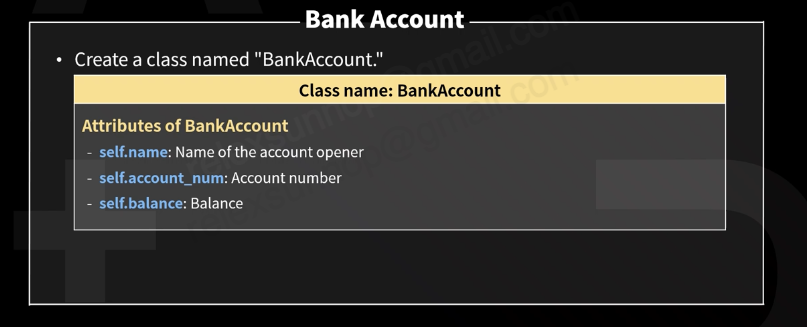 Bank Account
• Create a class named "BankAccount."
Class name: BankAccount
Attributes of BankAccount
- self.name: Name of the account opener
- self.account_num: Account number
- self.balance: Balance